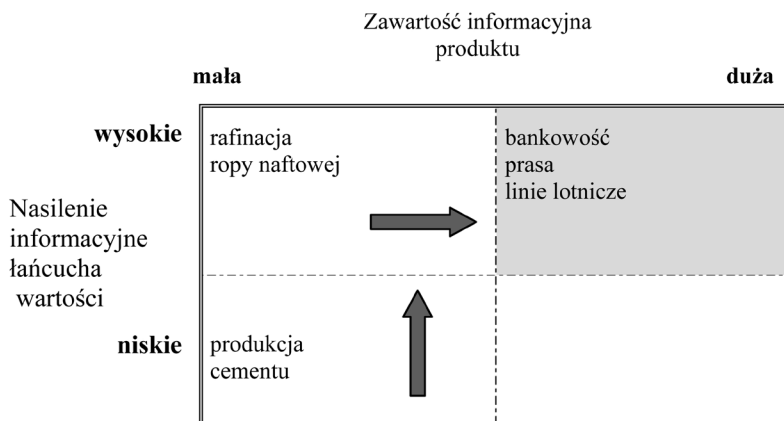 Zawartość informacyjna
produktu
mała
duża
wysokie
rafinacja
ropy naftowej
bankowość
prasa
linie lotnicze
Nasilenie
informacyjne
łańcucha
wartości
niskie
produkcja
cementu